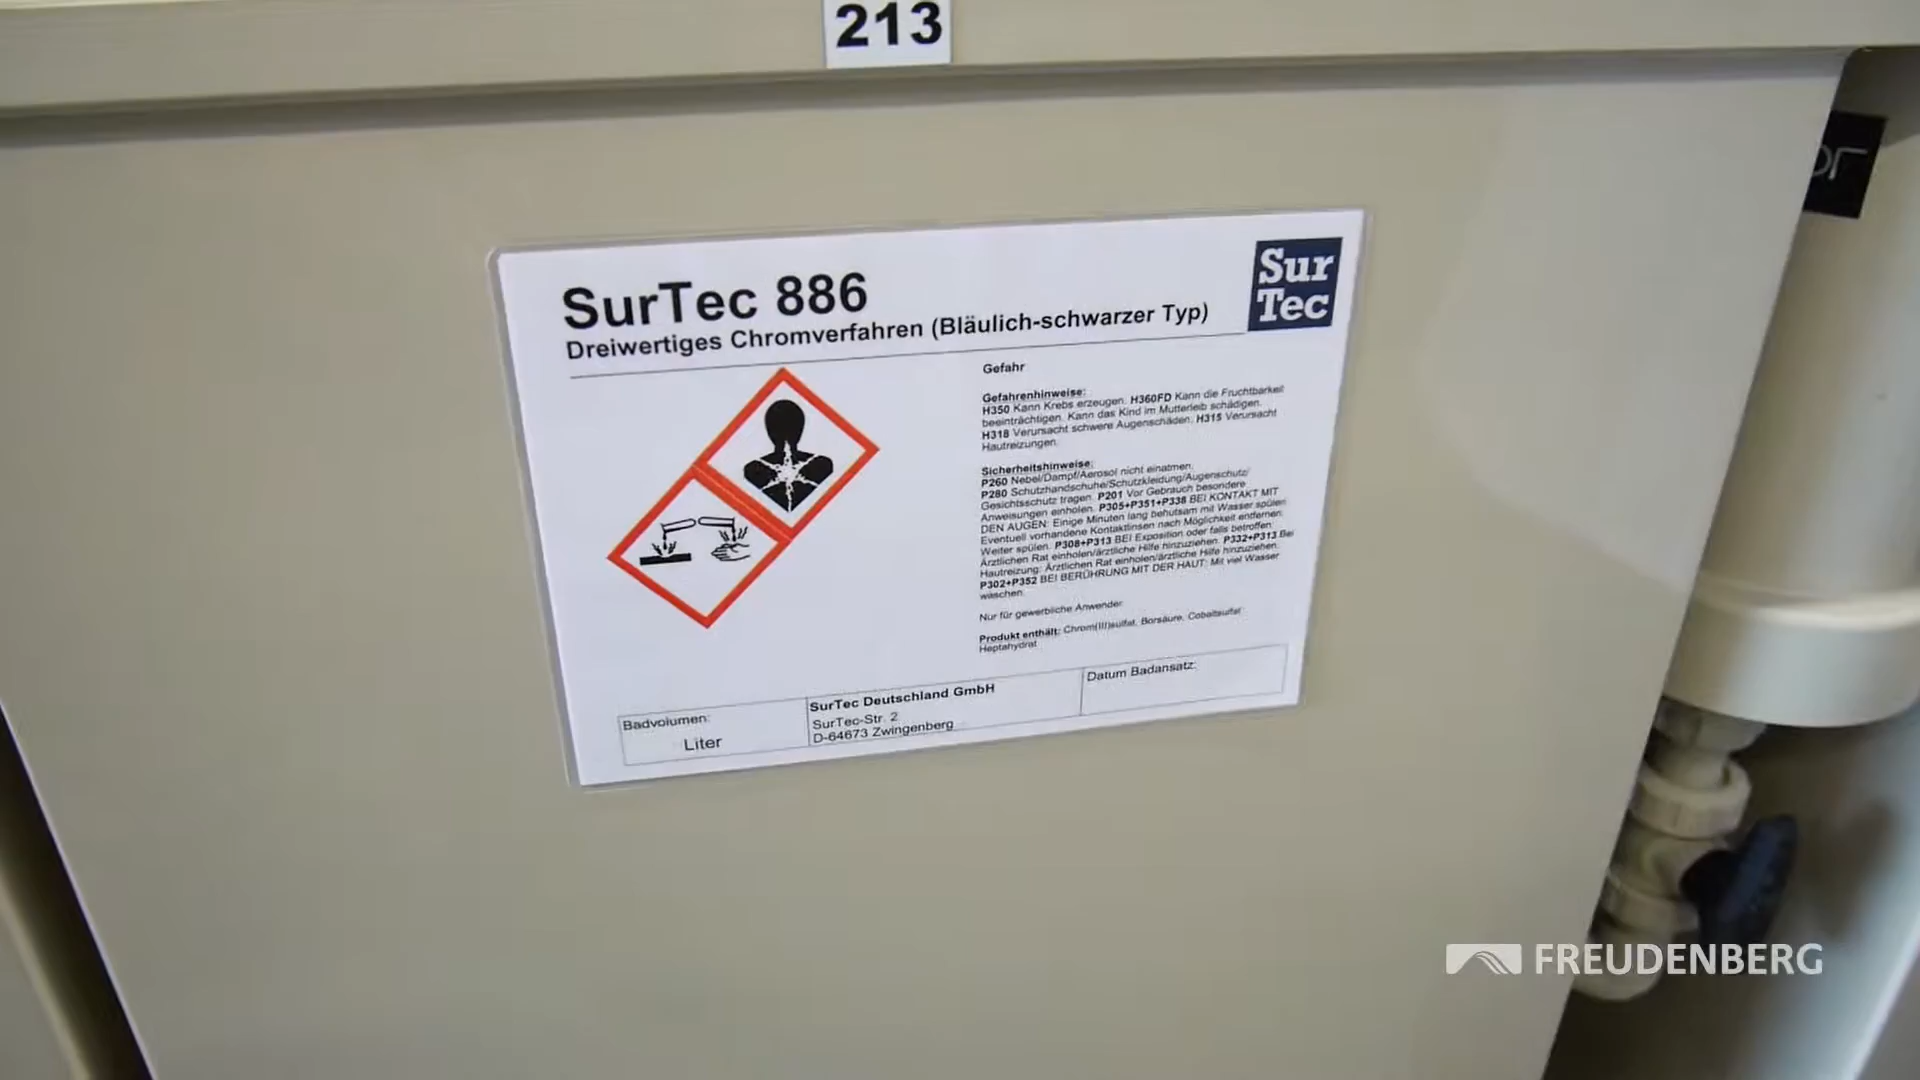 213
or
SurTec 886
Dreiwertiges Chromverfahren (Bläulich-schwarzer Typ)
Sur
Tec
Gefahr
Gefahrenhinweise:
H350 Kann Krebs erzeugen. H360FD Kann die Fruchtbarkeit
beeinträchtigen. Kann das Kind im Mutterleib schädigen.
H318 Verursacht schwere Augenschäden. H315 Verursacht
Hautreizungen.
Sicherheitshinweise:
P260 Nebel/Dampf/Aerosol nicht einatmen.
P280 Schutzhandschuhe/Schutzkleidung/Augenschutz/
Gesichtsschutz tragen. P201 Vor Gebrauch besondere
Anweisungen einholen. P305+P351+P338 BEI KONTAKT MIT
DEN AUGEN: Einige Minuten lang behutsam mit Wasser spülen.
Eventuell vorhandene Kontaktlinsen nach Möglichkeit entfernen.
Weiter spülen. P308+P313 BEI Exposition oder falls betroffen:
Ärztlichen Rat einholen/ärztliche Hilfe hinzuziehen. P332+P313 Bei
Hautreizung: Ärztlichen Rat einholen/ärztliche Hilfe hinzuziehen.
P302+P352 BEI BERÜHRUNG MIT DER HAUT: Mit viel Wasser
waschen.
Nur für gewerbliche Anwender.
Produkt enthält: Chrom(III)sulfat, Borsäure, Cobaltsulfat
Heptahydrat
Badvolumen:
Liter
SurTec Deutschland GmbH
SurTec-Str. 2
D-64673 Zwingenberg
Datum Badansatz:
FREUDENBERG